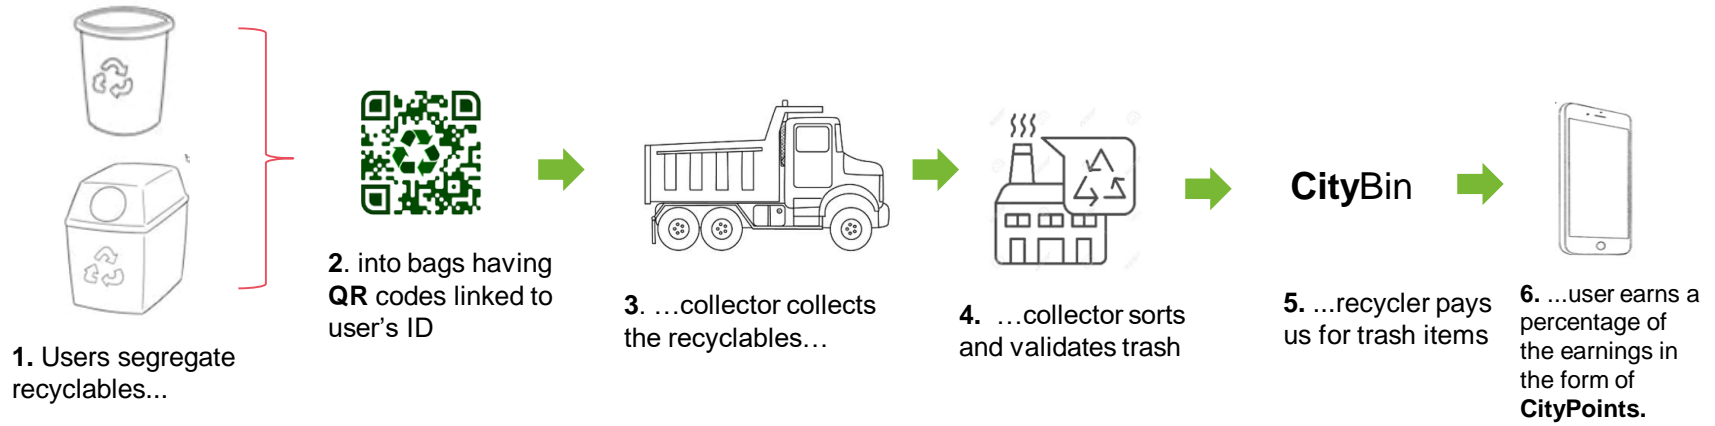 1. Users segregate
recyclables...
2. into bags having
QR codes linked to
user's ID
3. …collector collects
the recyclables…
4. …collector sorts
and validates trash
CityBin
5. ...recycler pays
us for trash items
6. ...user earns a
percentage of
the earnings in
the form of
CityPoints.